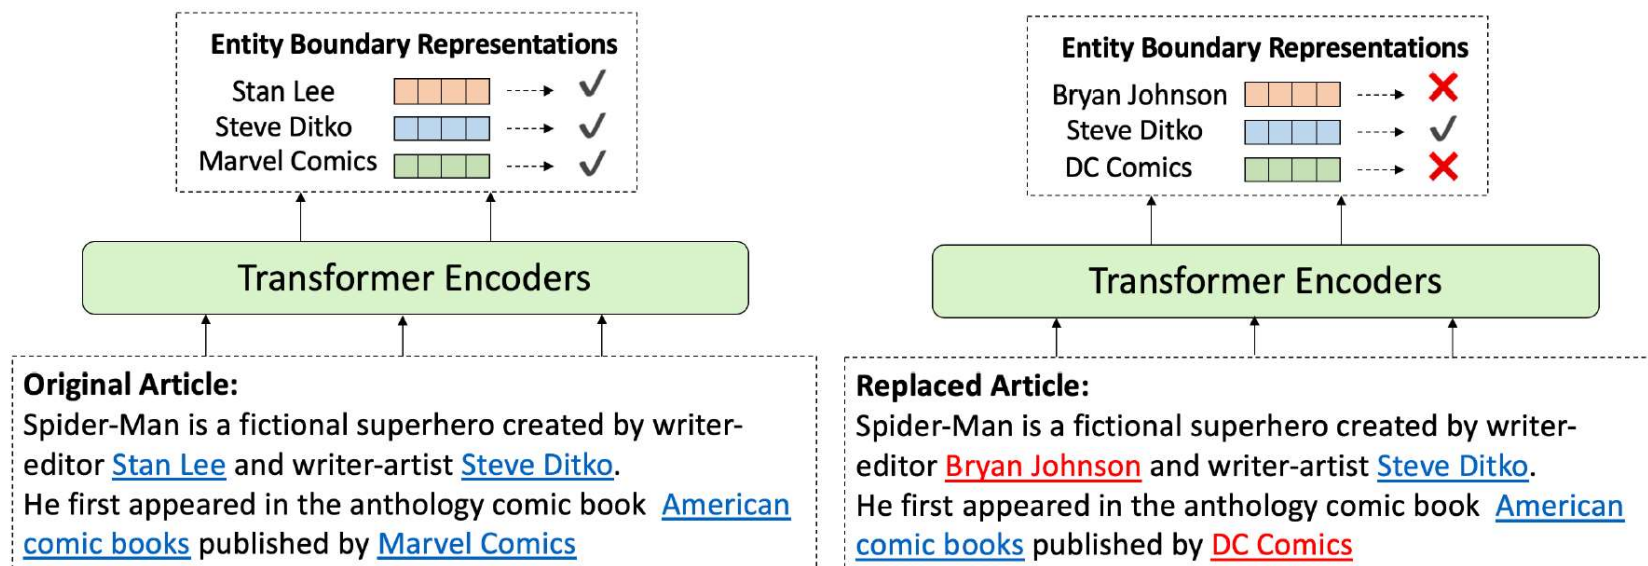 Entity Boundary Representations
Stan Lee
Steve Ditko
Marvel Comics
Transformer Encoders
Original Article:
Spider-Man is a fictional superhero created by writer-
editor Stan Lee and writer-artist Steve Ditko.
He first appeared in the anthology comic book American
comic books published by Marvel Comics
Entity Boundary Representations
Bryan Johnson
Steve Ditko
DC Comics
Transformer Encoders
Replaced Article:
Spider-Man is a fictional superhero created by writer-
editor Bryan Johnson and writer-artist Steve Ditko.
He first appeared in the anthology comic book American
comic books published by DC Comics